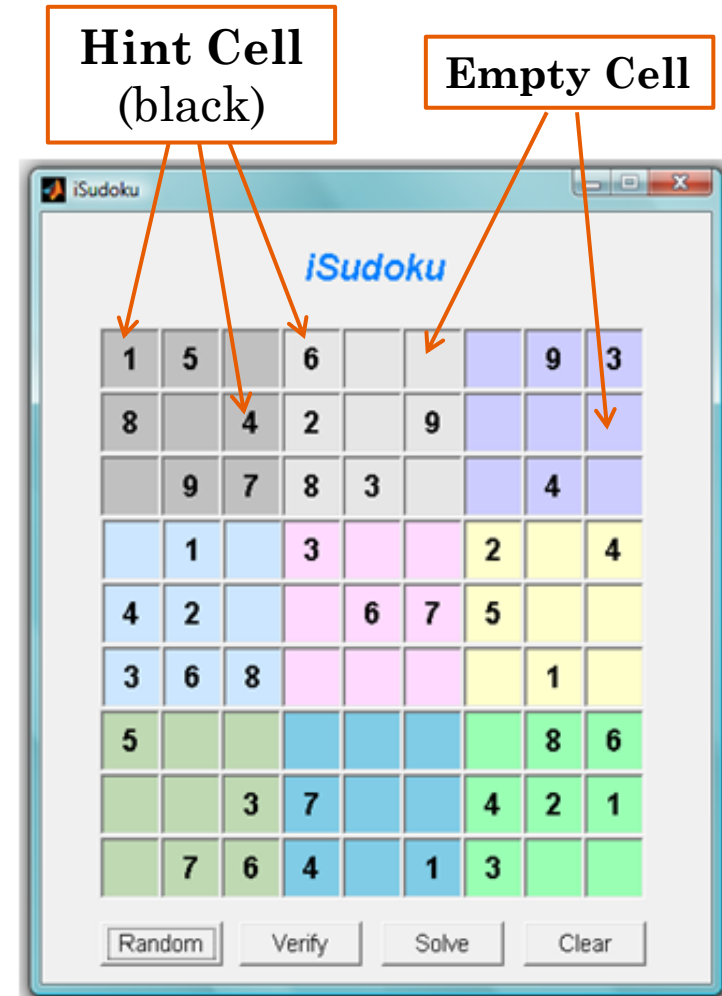 Hint Cell
(black)
Empty Cell
iSudoku
iSudoku
1 5 6 9 3
8 4 2 9
9 7 8 3 4
1 3 2 4
4 2 6 7 5
3 6 8 1
5 8 6
3 7 4 2 1
7 6 4 1 3
Random Verify Solve Clear